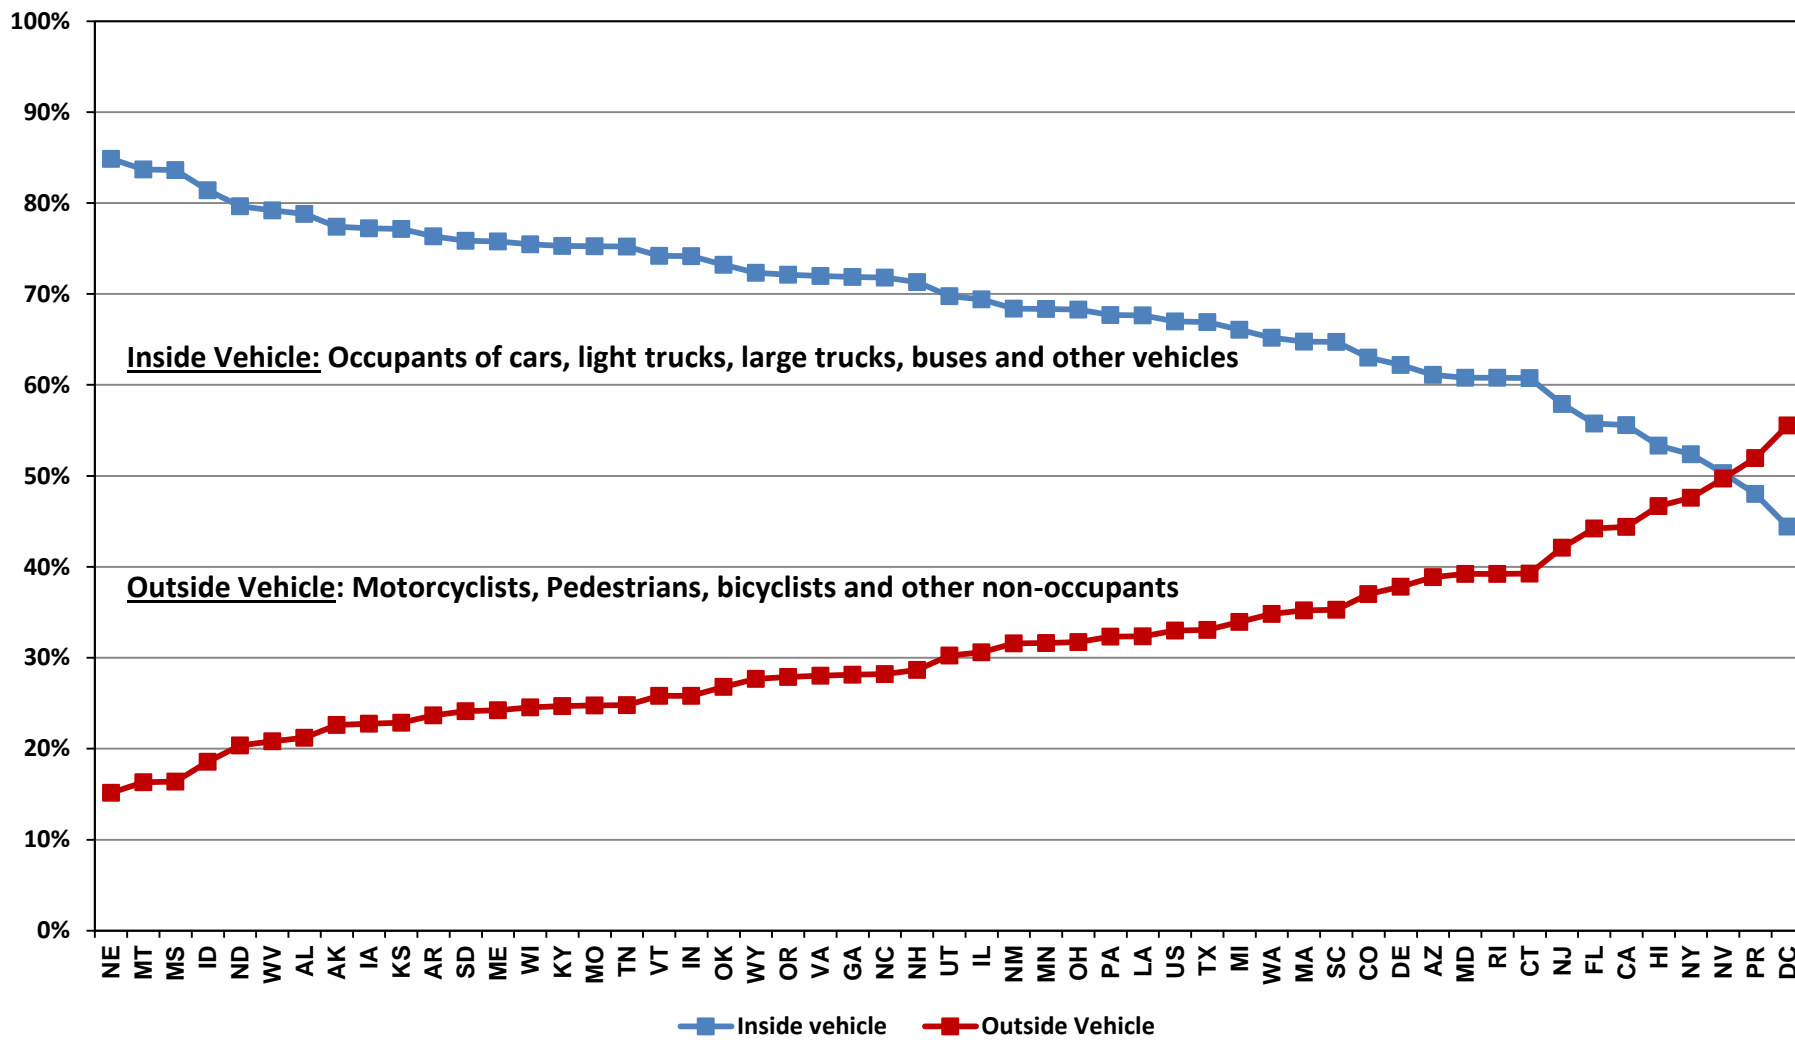 100%
90%
80%
70%
60%
50%
40%
30%
20%
10%
0%
Inside Vehicle: Occupants of cars, light trucks, large trucks, buses and other vehicles
Outside Vehicle: Motorcyclists, Pedestrians, bicyclists and other non-occupants
NE MT MS ID ND WV AL AK IA KS AR SD ME WI KY MO TN VT IN OK WY OR VA GA NC NH UT IL NM MN OH PA LA US TX MI WA MA SC CO DE AZ MD RI CT NJ FL CA HI NY NV PR DC
Inside vehicle Outside Vehicle